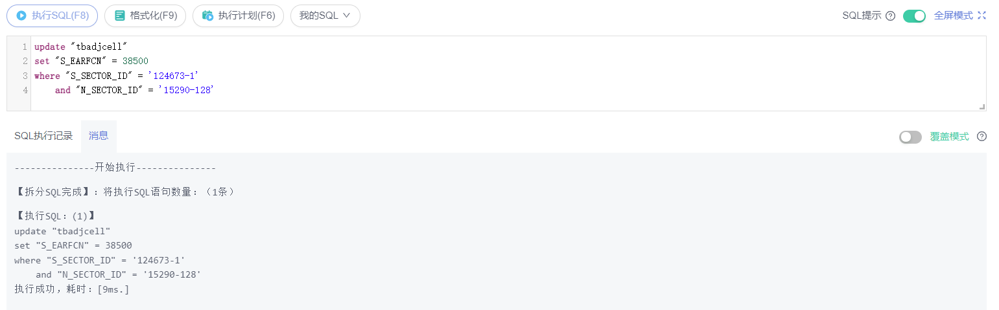 执行SQL(F8) 格式化(F9) 执行计划(F6) 我的SQL SQL提示 全屏模式
1 update "tbadjcell"
2 set "S_EARFCN" = 38500
3 where "S_SECTOR_ID" = '124673-1'
4     and "N_SECTOR_ID" = '15290-128'
SQL执行记录 消息 覆盖模式
---------------开始执行---------------
【拆分SQL完成】：将执行SQL语句数量：（1条）
【执行SQL：(1)】
update "tbadjcell"
set "S_EARFCN" = 38500
where "S_SECTOR_ID" = '124673-1'
    and "N_SECTOR_ID" = '15290-128'
执行成功，耗时：[9ms.]